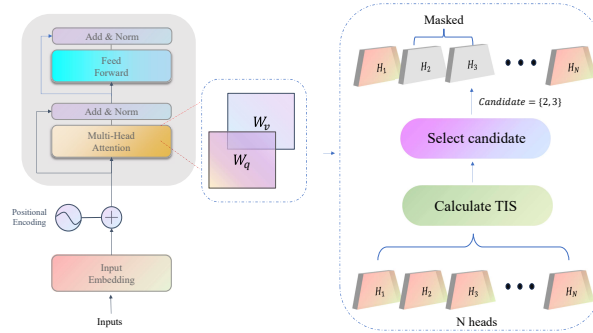 Add & Norm
Feed
Forward
Add & Norm
Multi-Head
Attention
Positional
Encoding
Input
Embedding
Inputs
W_v
W_q
Masked
H_1
H_2
H_3
H_N
Candidate = {2,3}
Select candidate
Calculate TIS
H_1
H_2
H_3
H_N
N heads